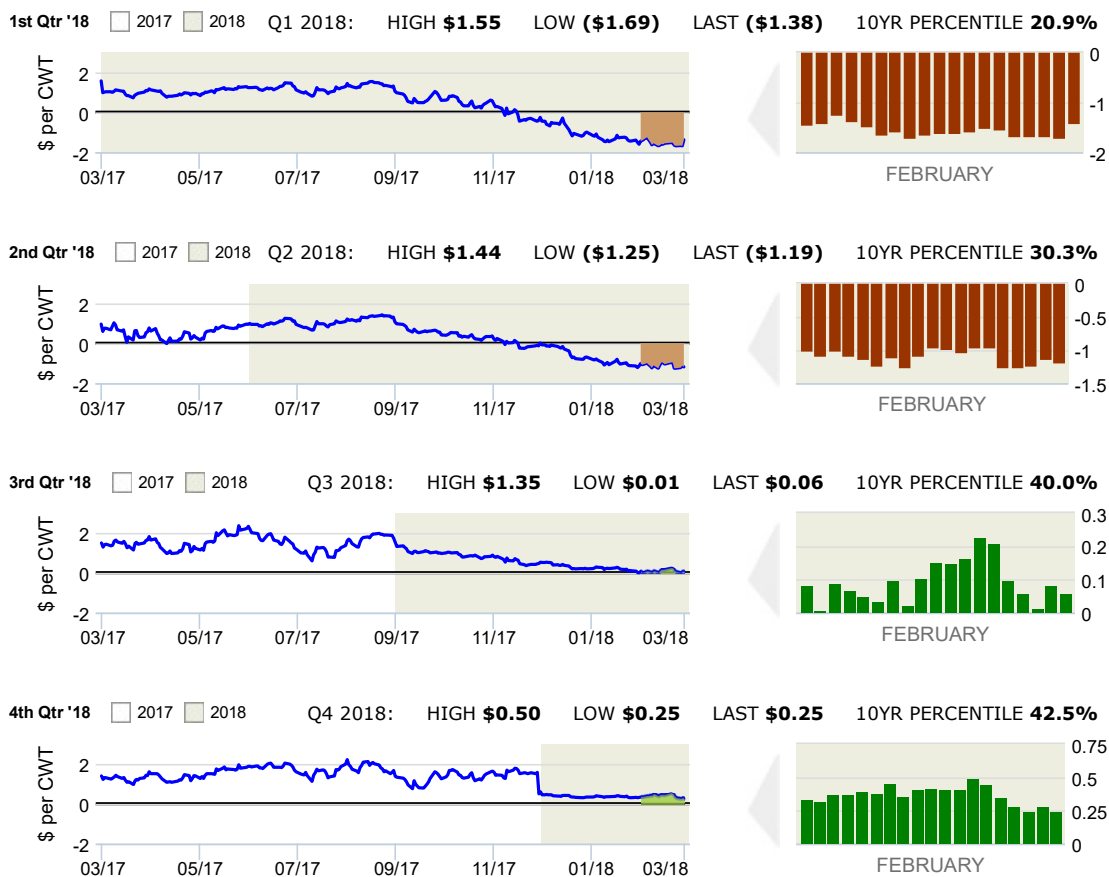 1st Qtr '18 2017 2018 Q1 2018: HIGH $1.55 LOW ($1.69) LAST ($1.38) 10YR PERCENTILE 20.9%
$ per CWT
2
0
-2
03/17 05/17 07/17 09/17 11/17 01/18 03/18
0
-1
-2
FEBRUARY
2nd Qtr '18 2017 2018 Q2 2018: HIGH $1.44 LOW ($1.25) LAST ($1.19) 10YR PERCENTILE 30.3%
$ per CWT
2
0
-2
03/17 05/17 07/17 09/17 11/17 01/18 03/18
0
-0.5
-1
-1.5
FEBRUARY
3rd Qtr '18 2017 2018 Q3 2018: HIGH $1.35 LOW $0.01 LAST $0.06 10YR PERCENTILE 40.0%
$ per CWT
2
0
-2
03/17 05/17 07/17 09/17 11/17 01/18 03/18
0.3
0.2
0.1
0
FEBRUARY
4th Qtr '18 2017 2018 Q4 2018: HIGH $0.50 LOW $0.25 LAST $0.25 10YR PERCENTILE 42.5%
$ per CWT
2
0
-2
03/17 05/17 07/17 09/17 11/17 01/18 03/18
0.75
0.5
0.25
0
FEBRUARY